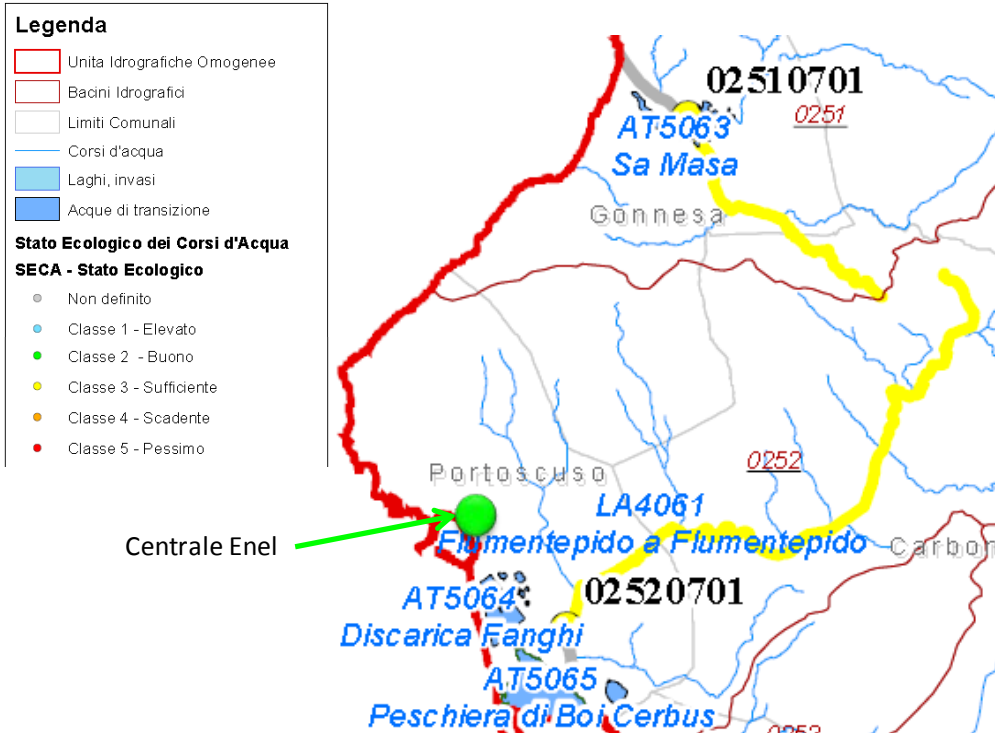 Legenda
Unita Idrografiche Omogenee
Bacini Idrografici
Limiti Comunali
Corsi d'acqua
Laghi, invasi
Acque di transizione
Stato Ecologico dei Corsi d'Acqua
SECA - Stato Ecologico
Non definito
Classe 1 - Elevato
Classe 2 - Buono
Classe 3 - Sufficiente
Classe 4 - Scadente
Classe 5 - Pessimo
02510701
0251
AT5063
Sa Masa
Gonnesa
0252
Portoscuso
LA4061
Flumentepido a Flumentepido
Carbon
Centrale Enel
02520701
AT5064
Discarica Fanghi
AT5065
Peschiera di Boi Cerbus
0253